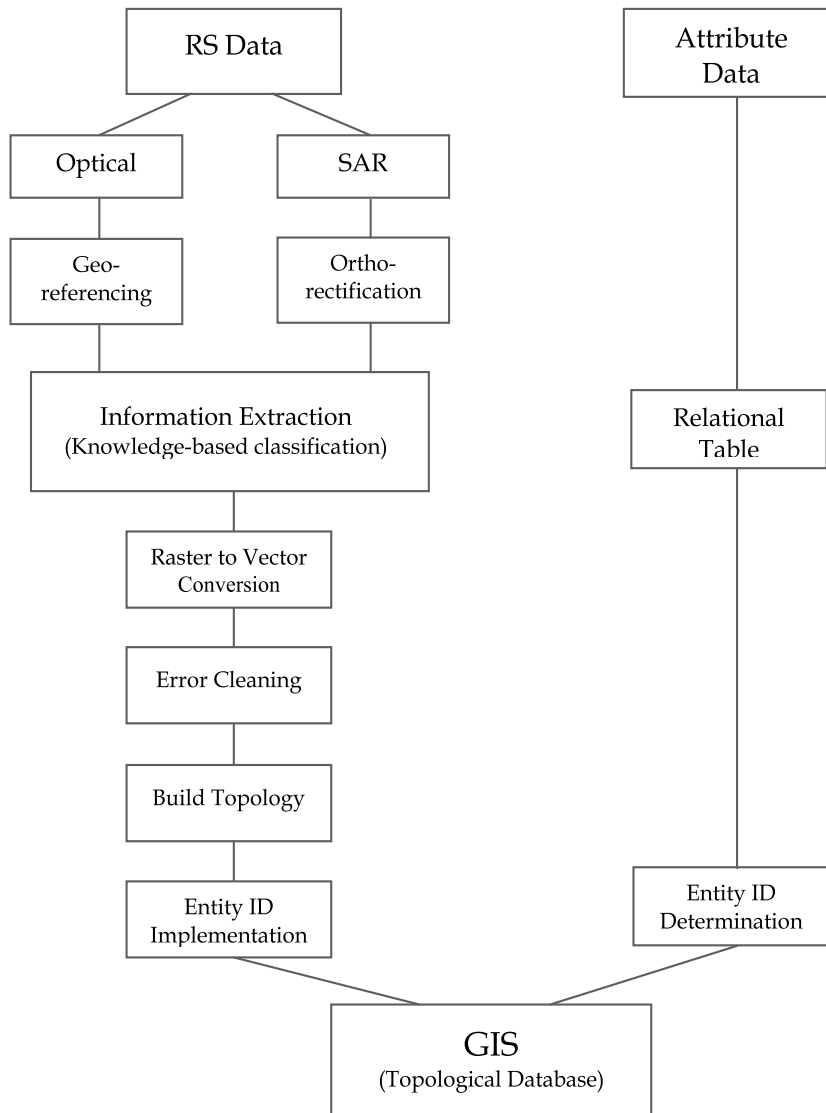 RS Data
Attribute
Data
Optical
SAR
Geo-
referencing
Ortho-
rectification
Information Extraction
(Knowledge-based classification)
Relational
Table
Raster to Vector
Conversion
Error Cleaning
Build Topology
Entity ID
Implementation
Entity ID
Determination
GIS
(Topological Database)